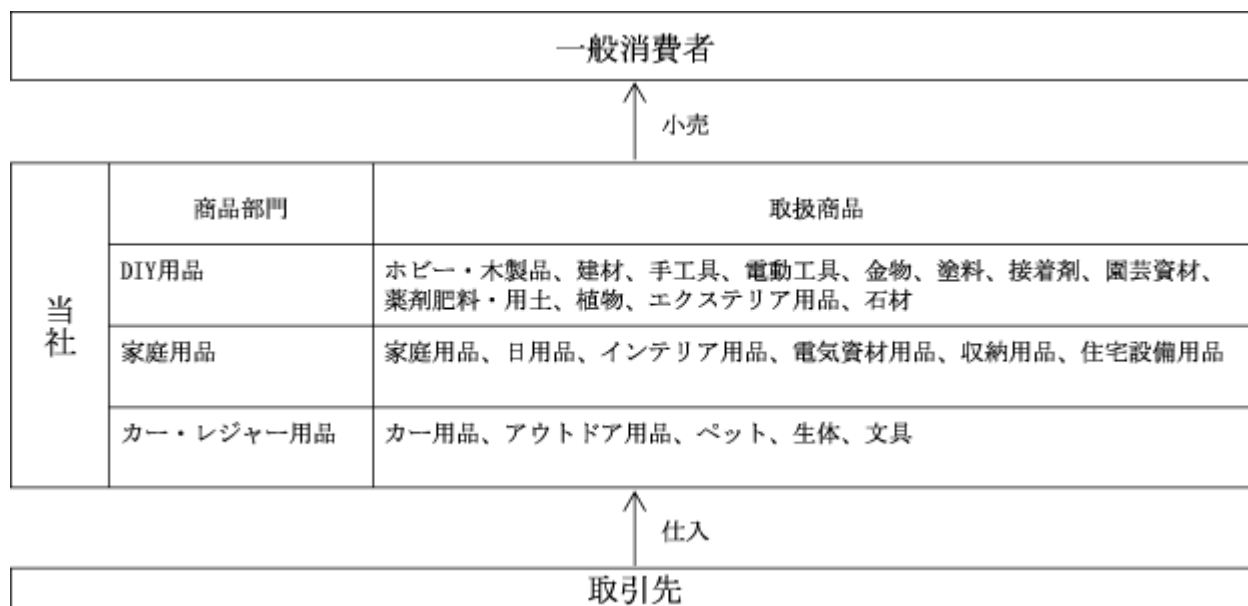 一般消費者
小売
当社
商品部門
取扱商品
DIY用品
ホビー・木製品、建材、手工具、電動工具、金物、塗料、接着剤、園芸資材、
薬剤肥料・用土、植物、エクステリア用品、石材
家庭用品
家庭用品、日用品、インテリア用品、電気資材用品、収納用品、住宅設備用品
カー・レジャー用品
カー用品、アウトドア用品、ペット、生体、文具
仕入
取引先